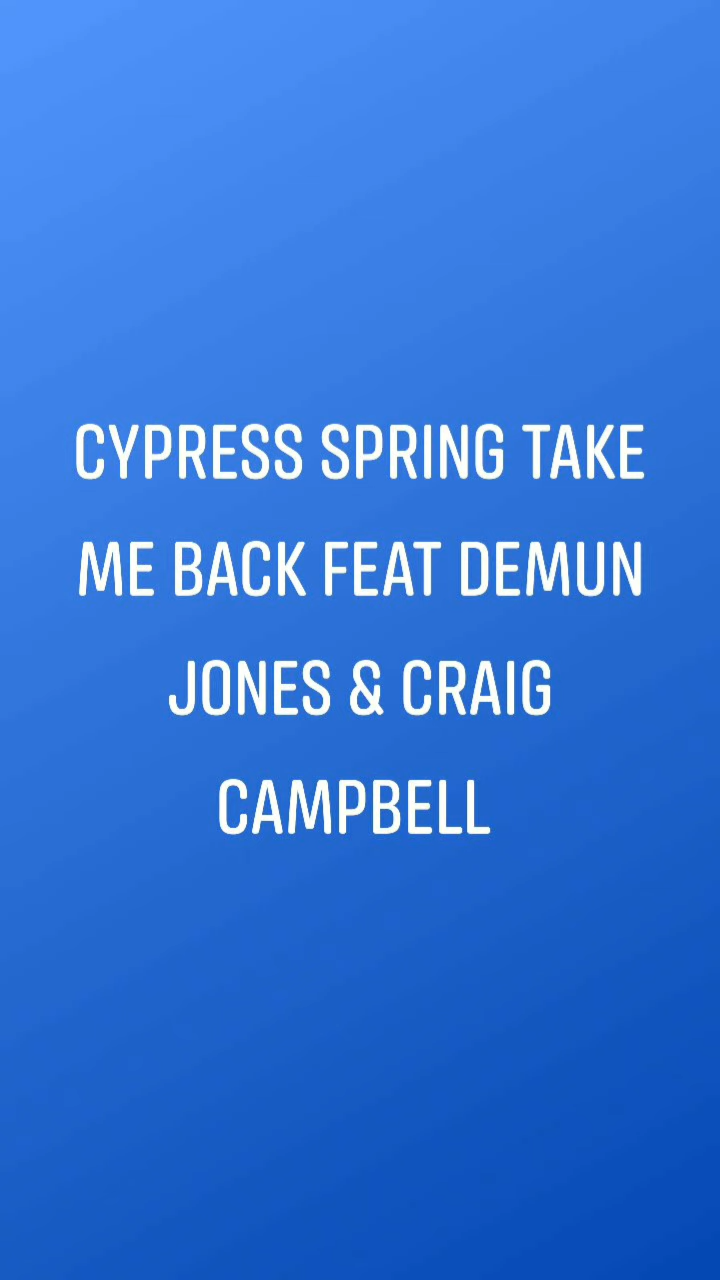 CYPRESS SPRING TAKE
ME BACK FEAT DEMUN
JONES & CRAIG
CAMPBELL